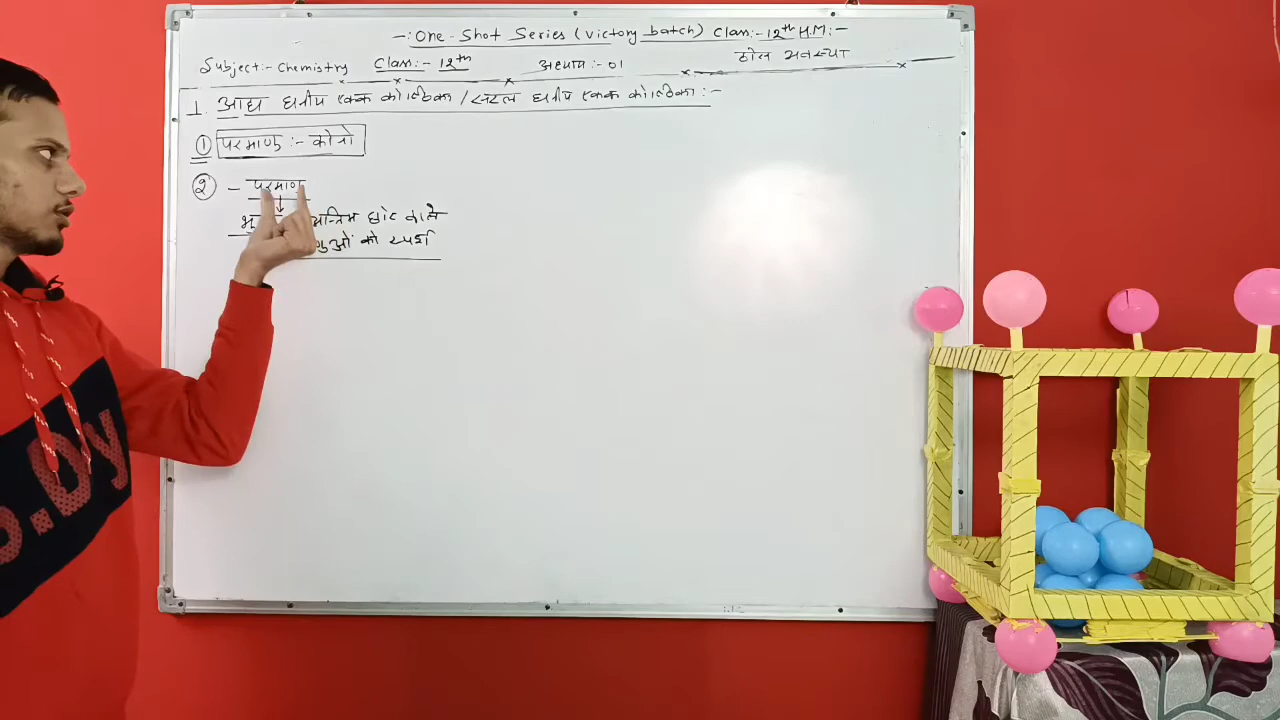 -: One-Shot Series (victory batch) Class:- 12th H.M:-
Subject:- Chemistry Class:- 12th अध्याय :- 01 ठोस अवस्था
1. आद्य घनीय एकक कोष्ठिका / सरल घनीय एकक कोष्ठिका :-
① परमाणु :- कोनो
② - परमाणु
↓
अन्तिम छोट वाले
को स्पर्श